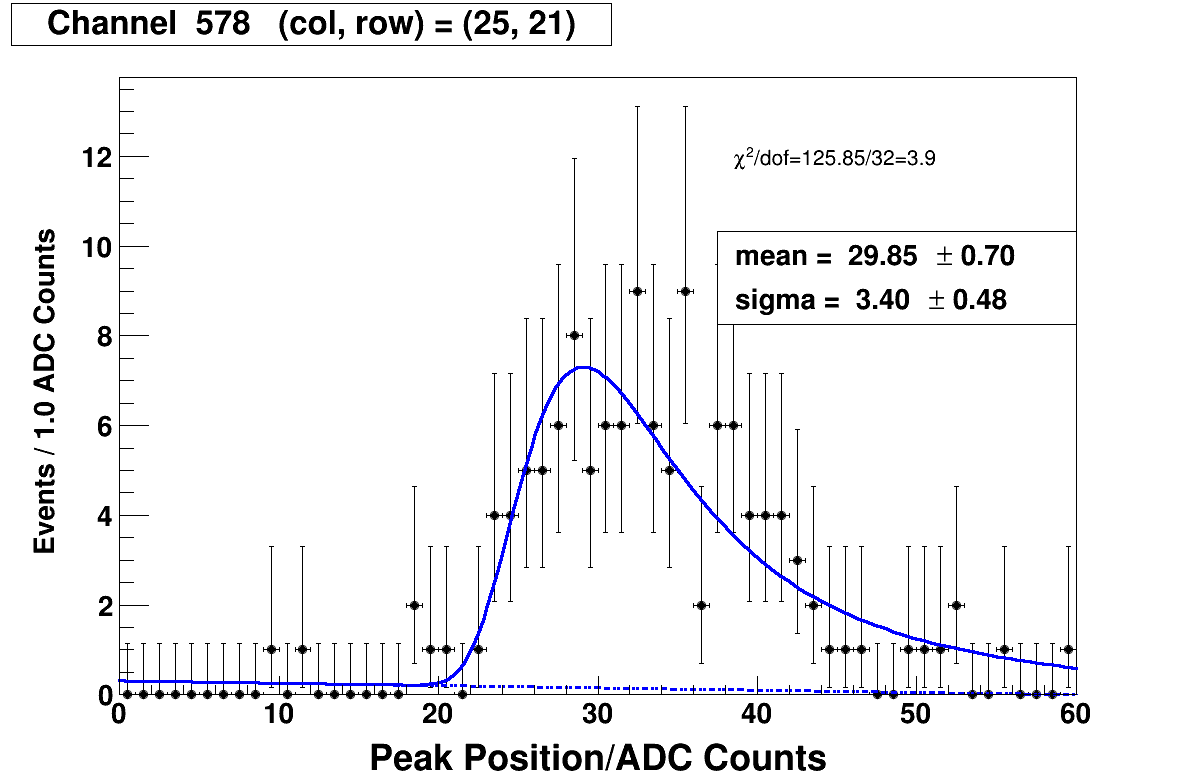 Channel 578 (col, row) = (25, 21)
χ²/dof=125.85/32=3.9
mean = 29.85 ± 0.70
sigma = 3.40 ± 0.48
Events / 1.0 ADC Counts
12
10
8
6
4
2
0
0 10 20 30 40 50 60
Peak Position/ADC Counts